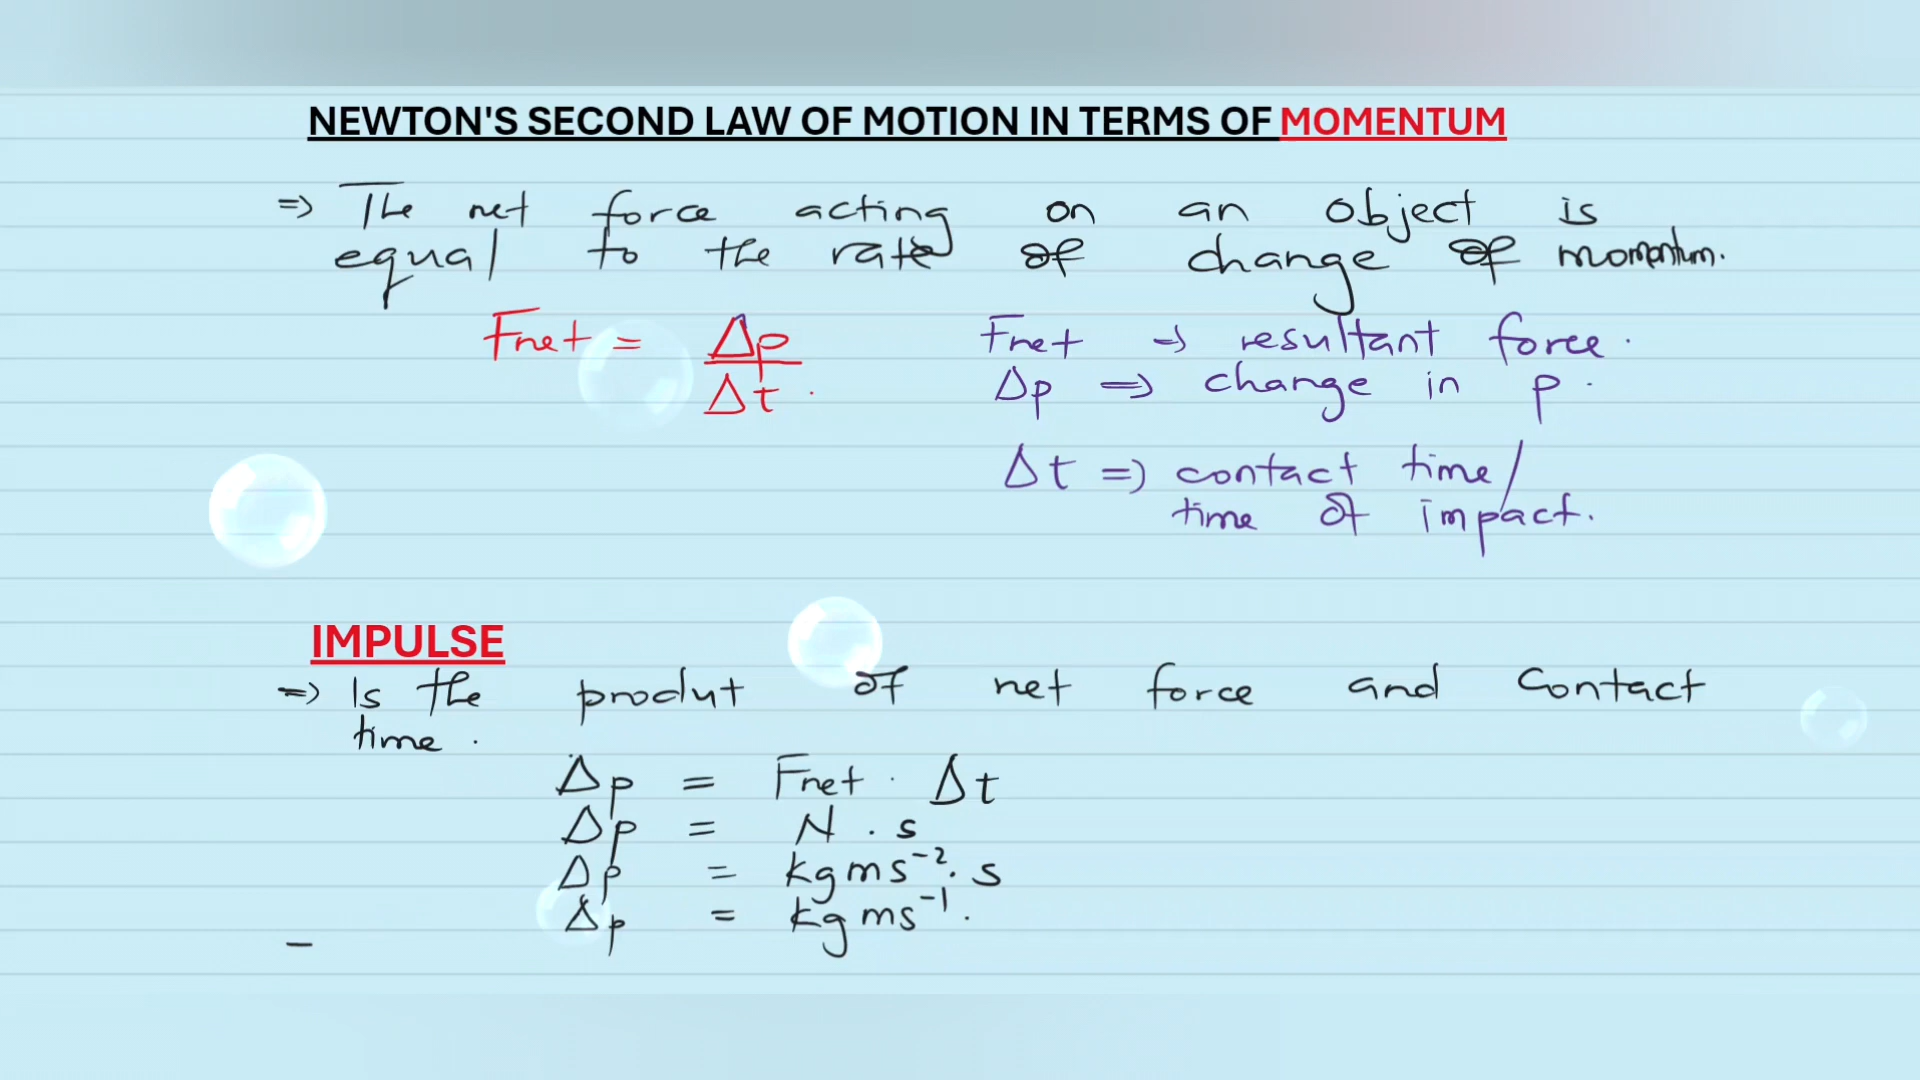 NEWTON'S SECOND LAW OF MOTION IN TERMS OF MOMENTUM
=> The net force acting on an object is
equal to the rate of change of momentum.
Fnet = Δp
Δt .
Fnet → resultant force.
Δp => change in p.
Δt => contact time/
time of impact.
IMPULSE
=> Is the produt of net force and Contact
time.
Δp = Fnet · Δt
Δp = N . s
Δp = kgms⁻². s
Δp = kgms⁻¹.
–